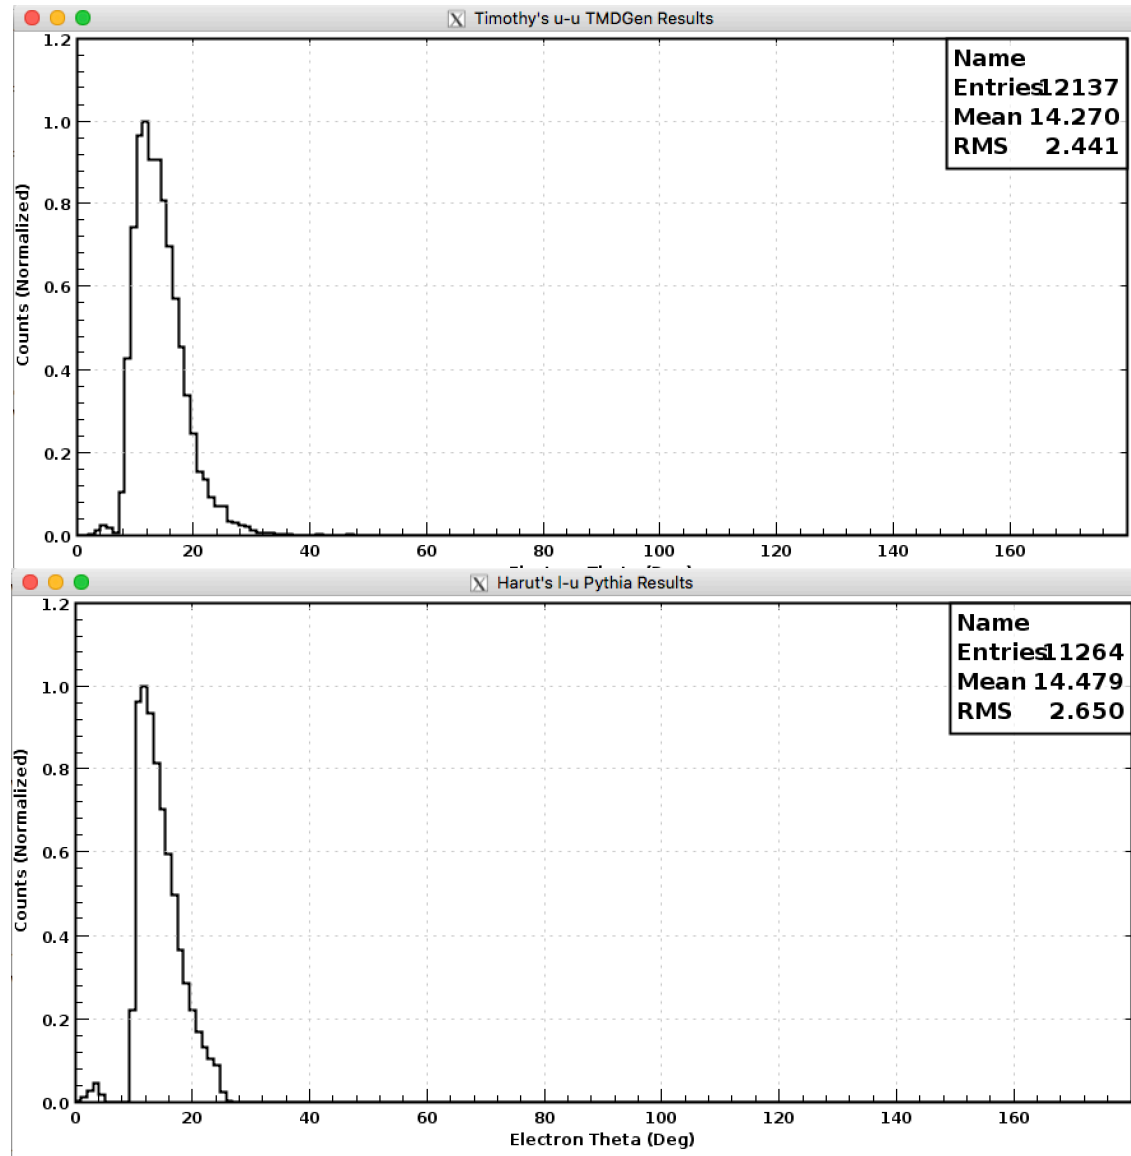 Timothy's u-u TMDGen Results
1.2
1.0
0.8
0.6
0.4
0.2
0.0
Counts (Normalized)
0 20 40 60 80 100 120 140 160
Name
Entries 12137
Mean 14.270
RMS 2.441
Harut's l-u Pythia Results
1.2
1.0
0.8
0.6
0.4
0.2
0.0
Counts (Normalized)
0 20 40 60 80 100 120 140 160
Electron Theta (Deg)
Name
Entries 11264
Mean 14.479
RMS 2.650